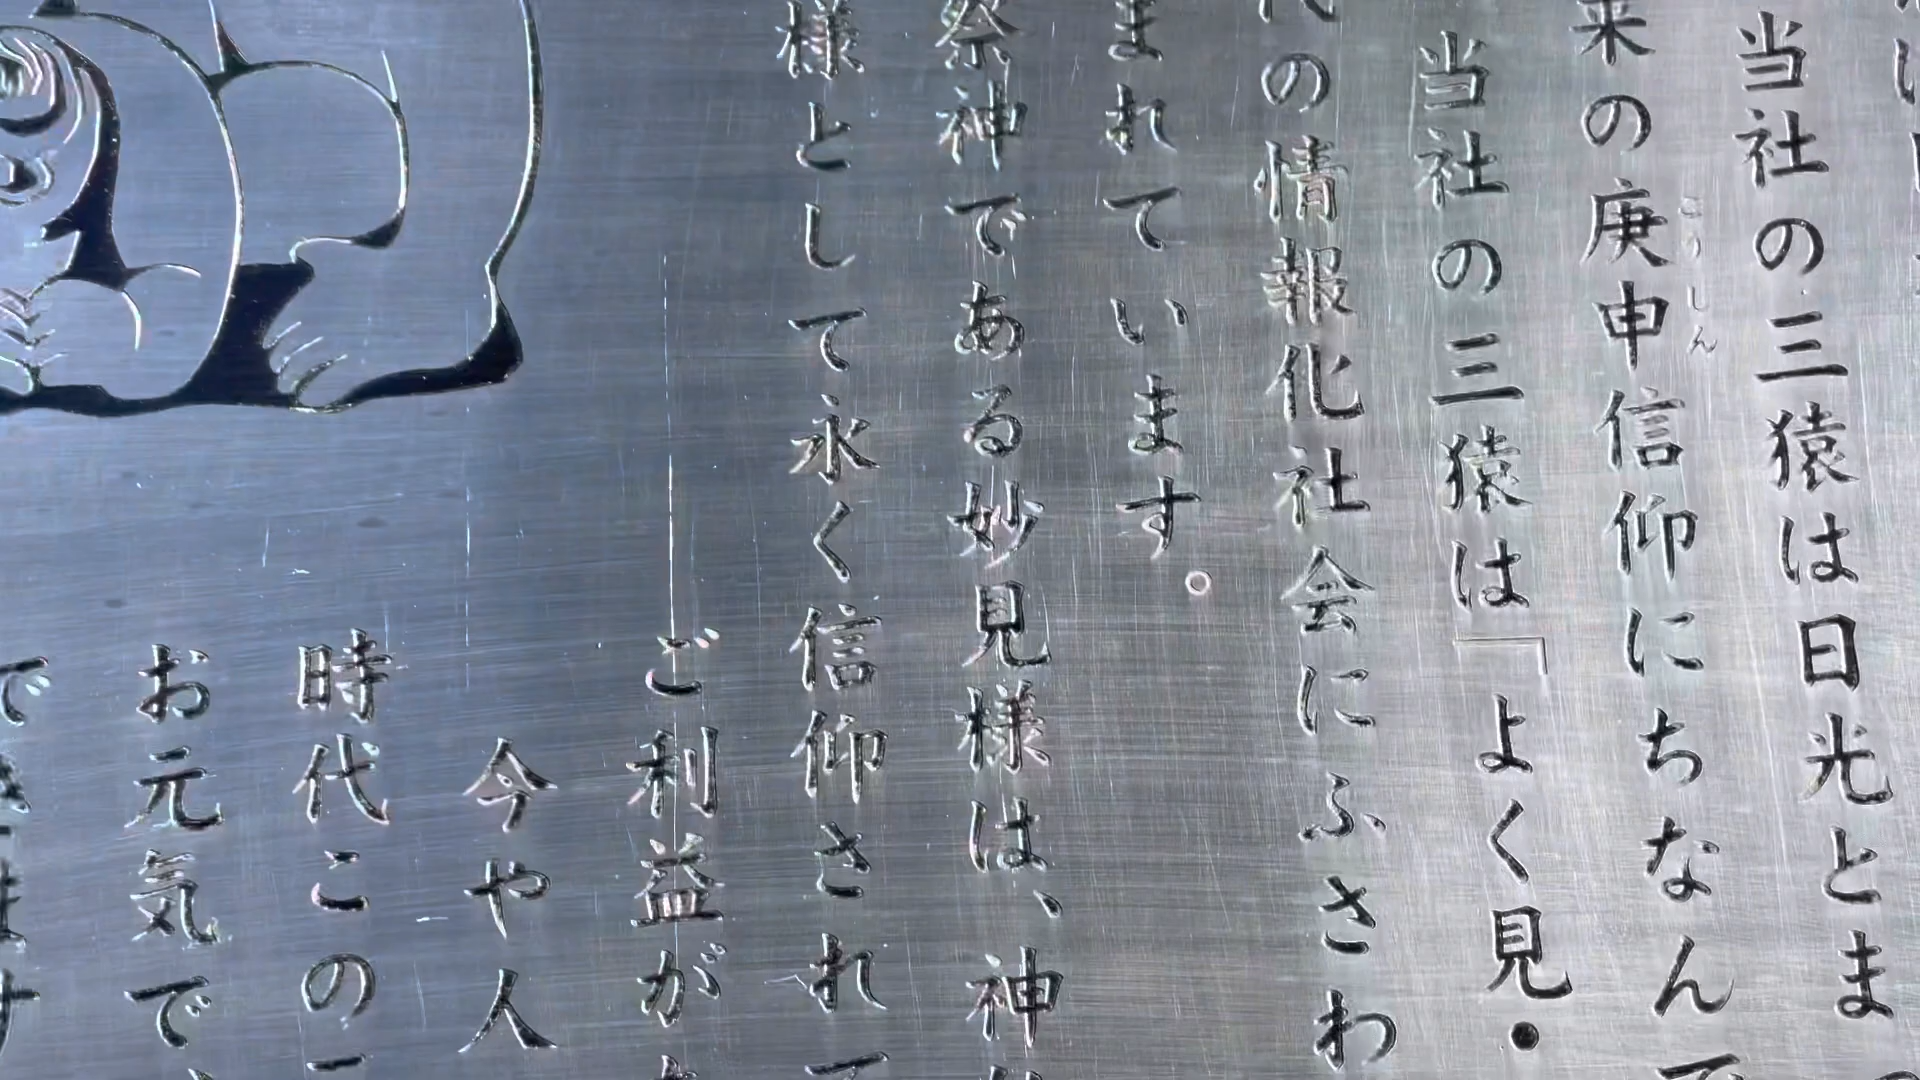 当社の三猿は日光とま
来の庚申信仰にちなんで
こうしん
当社の三猿は「よく見・
代の情報化社会にふさわ
まれています。
祭神である妙見様は、神
様として永く信仰されて
ご利益が
今や人
時代この
お元気で